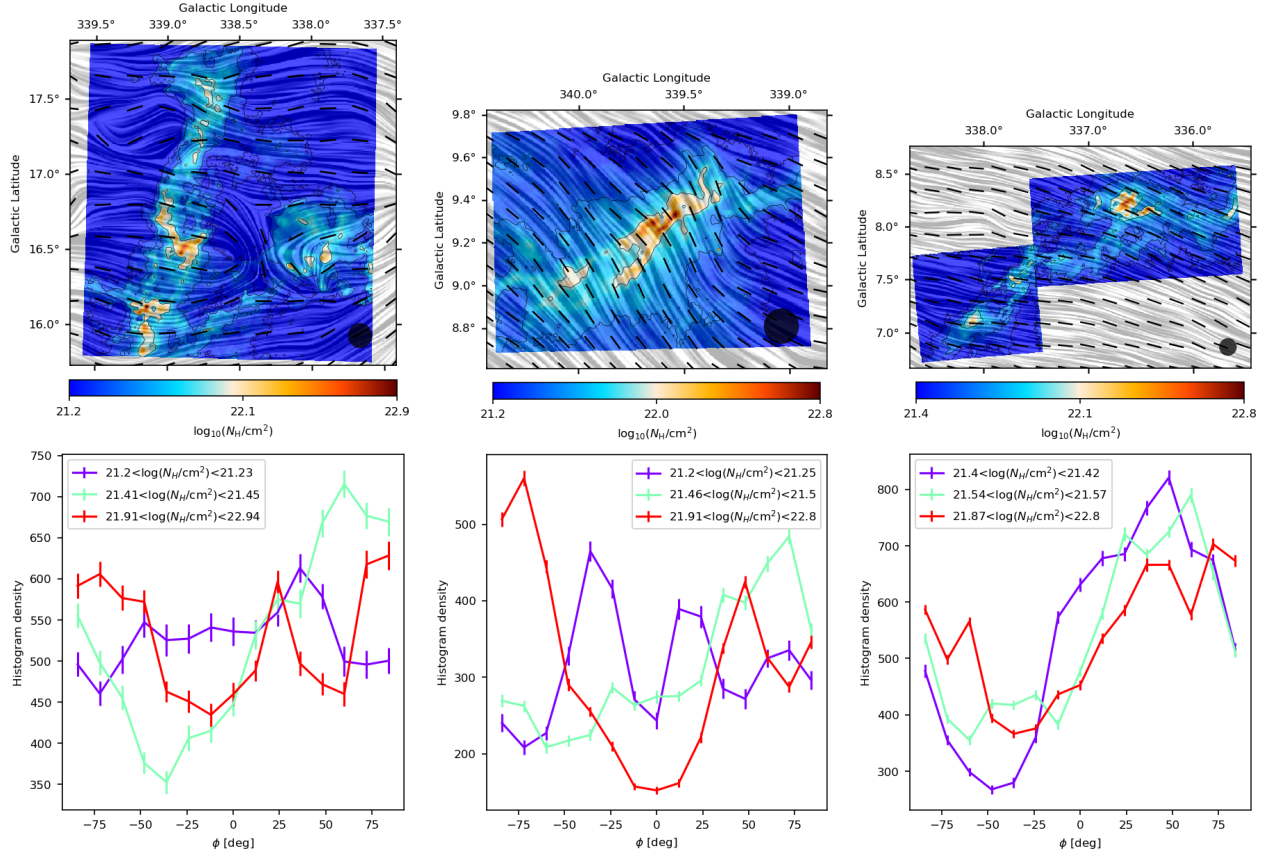 Galactic Longitude
339.5° 339.0° 338.5° 338.0° 337.5°
Galactic Latitude
17.5°
17.0°
16.5°
16.0°
21.2 22.1 22.9
log10(NH/cm²)
Galactic Longitude
340.0° 339.5° 339.0°
Galactic Latitude
9.8°
9.6°
9.4°
9.2°
9.0°
8.8°
21.2 22.0 22.8
log10(NH/cm²)
Galactic Longitude
338.0° 337.0° 336.0°
Galactic Latitude
8.5°
8.0°
7.5°
7.0°
21.4 22.1 22.8
log10(NH/cm²)
Histogram density
750
700
650
600
550
500
450
400
350
21.2<log(NH/cm²)<21.23
21.41<log(NH/cm²)<21.45
21.91<log(NH/cm²)<22.94
−75 −50 −25 0 25 50 75
ϕ [deg]
Histogram density
500
400
300
200
21.2<log(NH/cm²)<21.25
21.46<log(NH/cm²)<21.5
21.91<log(NH/cm²)<22.8
−75 −50 −25 0 25 50 75
ϕ [deg]
Histogram density
800
700
600
500
400
300
21.4<log(NH/cm²)<21.42
21.54<log(NH/cm²)<21.57
21.87<log(NH/cm²)<22.8
−75 −50 −25 0 25 50 75
ϕ [deg]